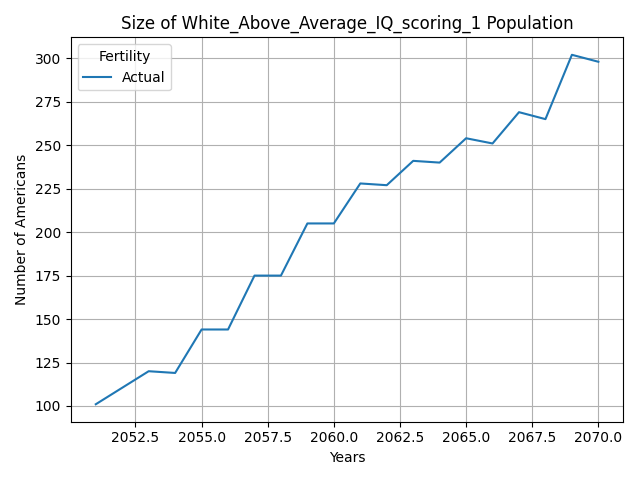 Size of White_Above_Average_IQ_scoring_1 Population
Fertility
Actual
Number of Americans
300
275
250
225
200
175
150
125
100
2052.5 2055.0 2057.5 2060.0 2062.5 2065.0 2067.5 2070.0
Years